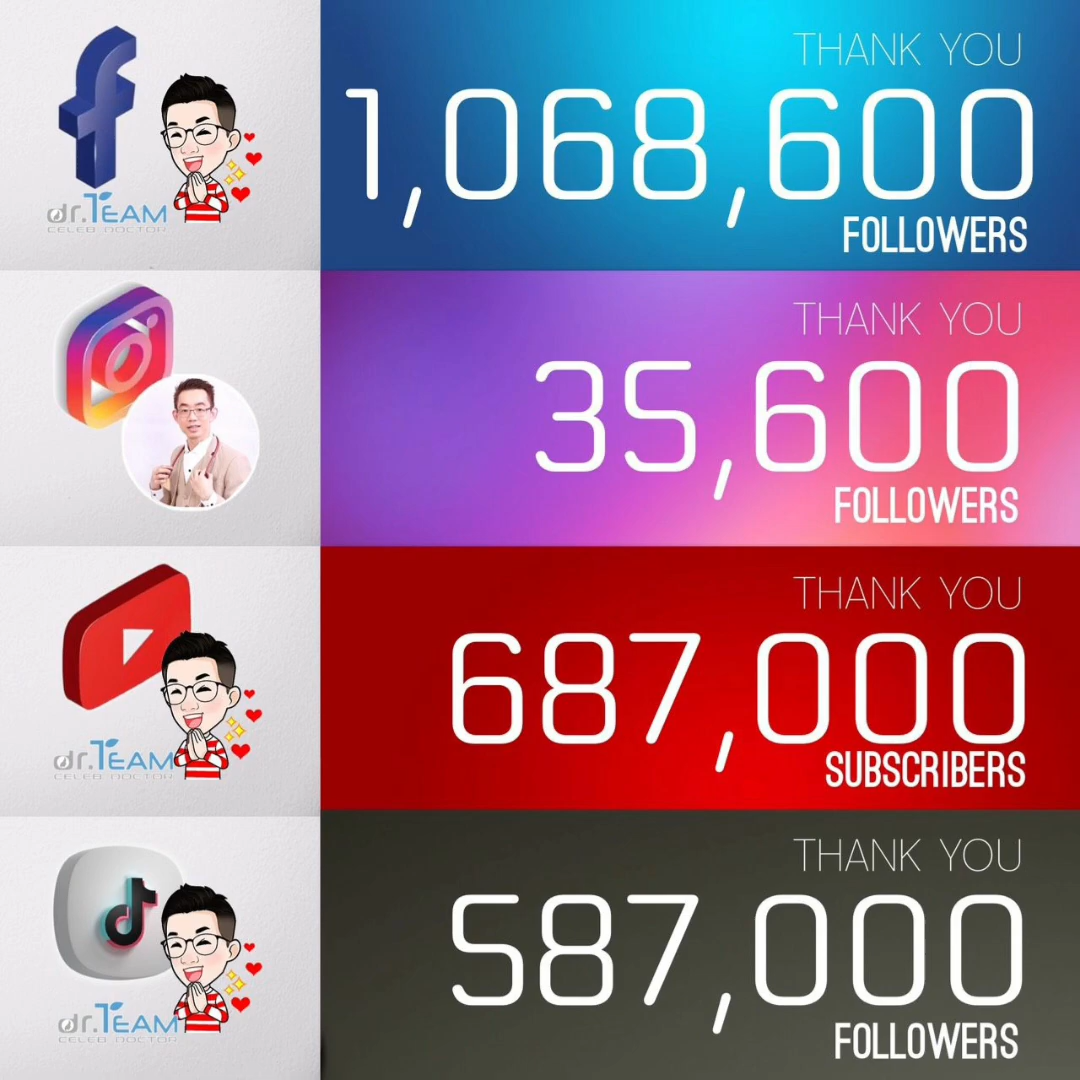 THANK YOU
1,068,600
FOLLOWERS
dr.TEAM
CELEB DOCTOR
THANK YOU
35,600
FOLLOWERS
THANK YOU
687,000
SUBSCRIBERS
dr.TEAM
CELEB DOCTOR
THANK YOU
587,000
FOLLOWERS
dr.TEAM
CELEB DOCTOR